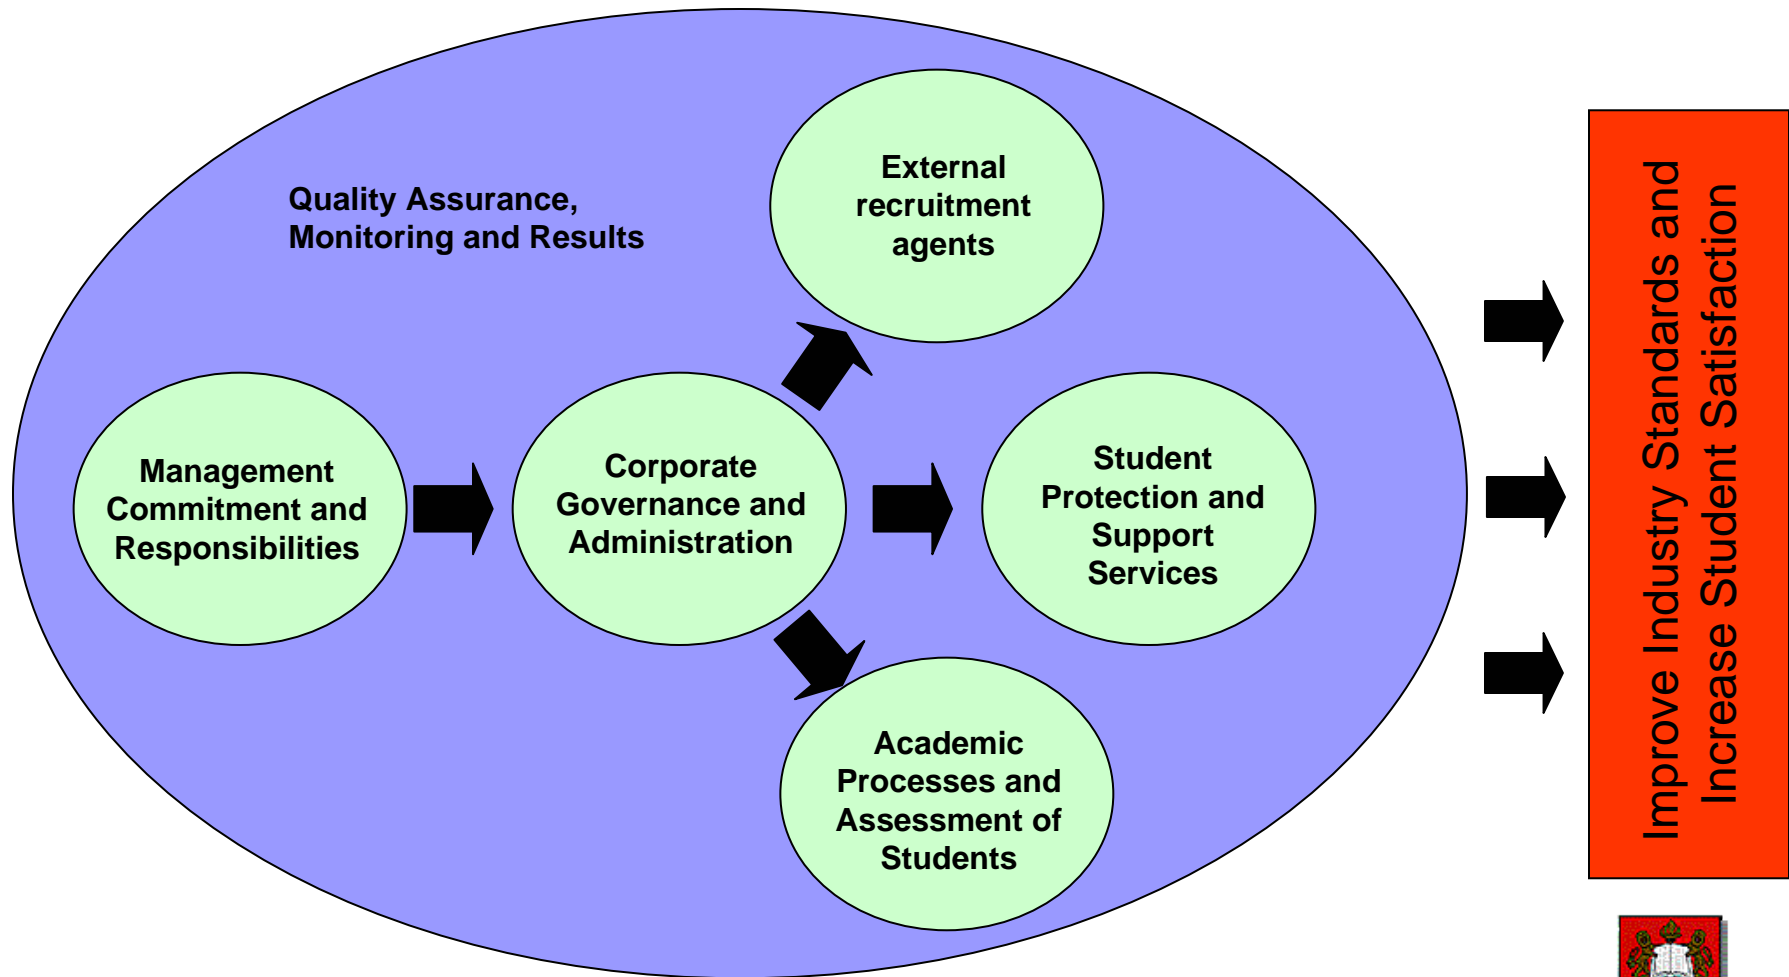 Quality Assurance,
Monitoring and Results
External
recruitment
agents
Management
Commitment and
Responsibilities
Corporate
Governance and
Administration
Student
Protection and
Support
Services
Academic
Processes and
Assessment of
Students
Improve Industry Standards and
Increase Student Satisfaction